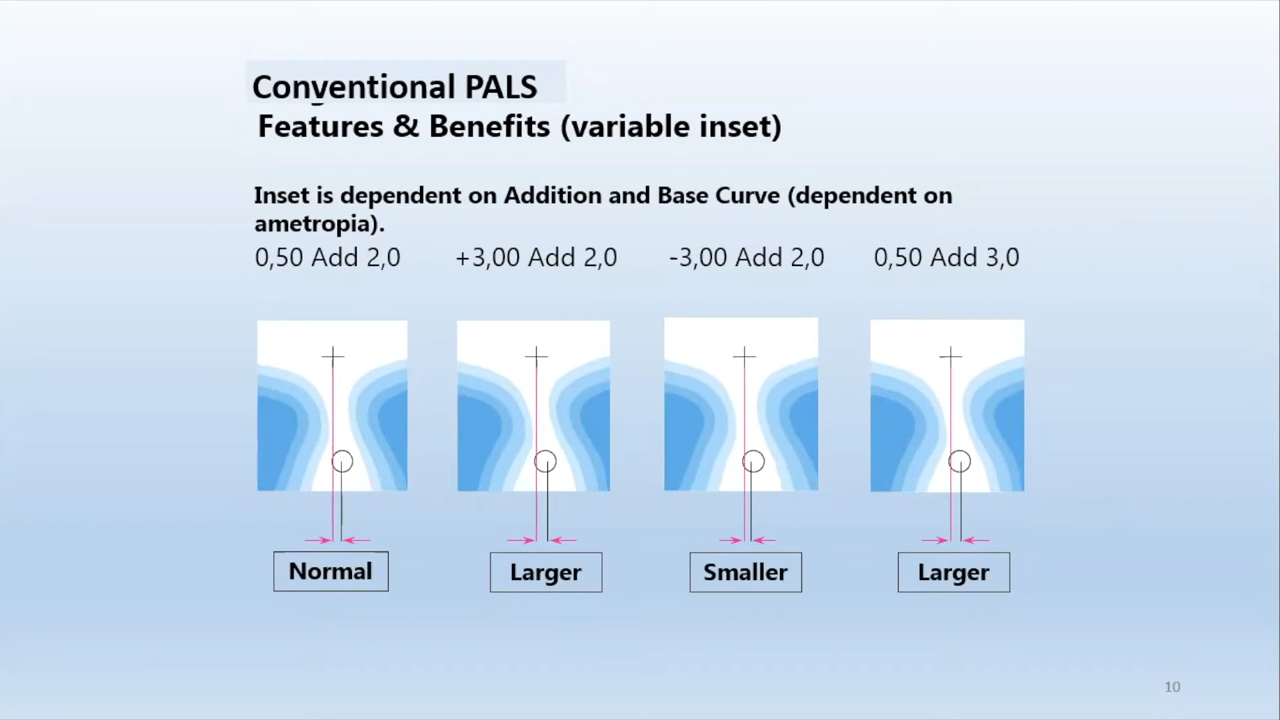 Conventional PALS
Features & Benefits (variable inset)
Inset is dependent on Addition and Base Curve (dependent on
ametropia).
0,50 Add 2,0 +3,00 Add 2,0 -3,00 Add 2,0 0,50 Add 3,0
Normal Larger Smaller Larger
10